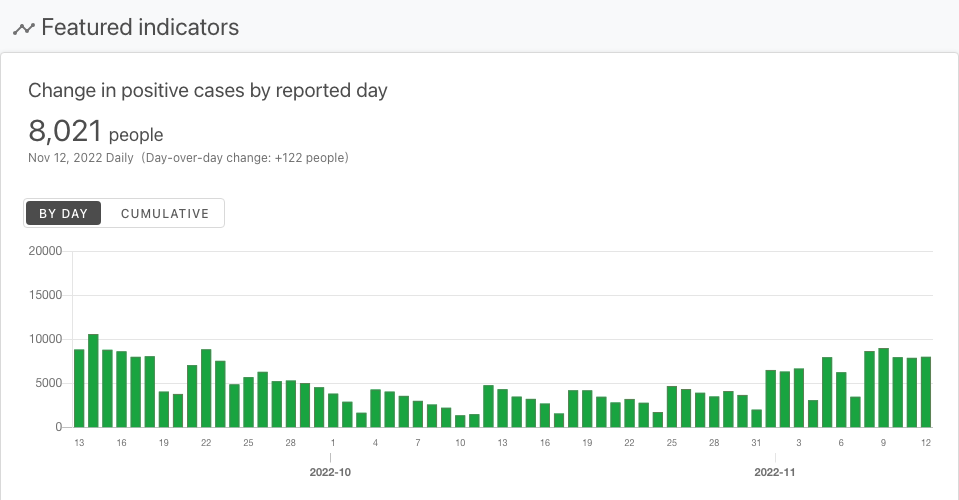 Featured indicators
Change in positive cases by reported day
8,021 people
Nov 12, 2022 Daily (Day-over-day change: +122 people)
BY DAY CUMULATIVE
20000
15000
10000
5000
0
13 16 19 22 25 28 1 4 7 10 13 16 19 22 25 28 31 3 6 9 12
2022-10 2022-11